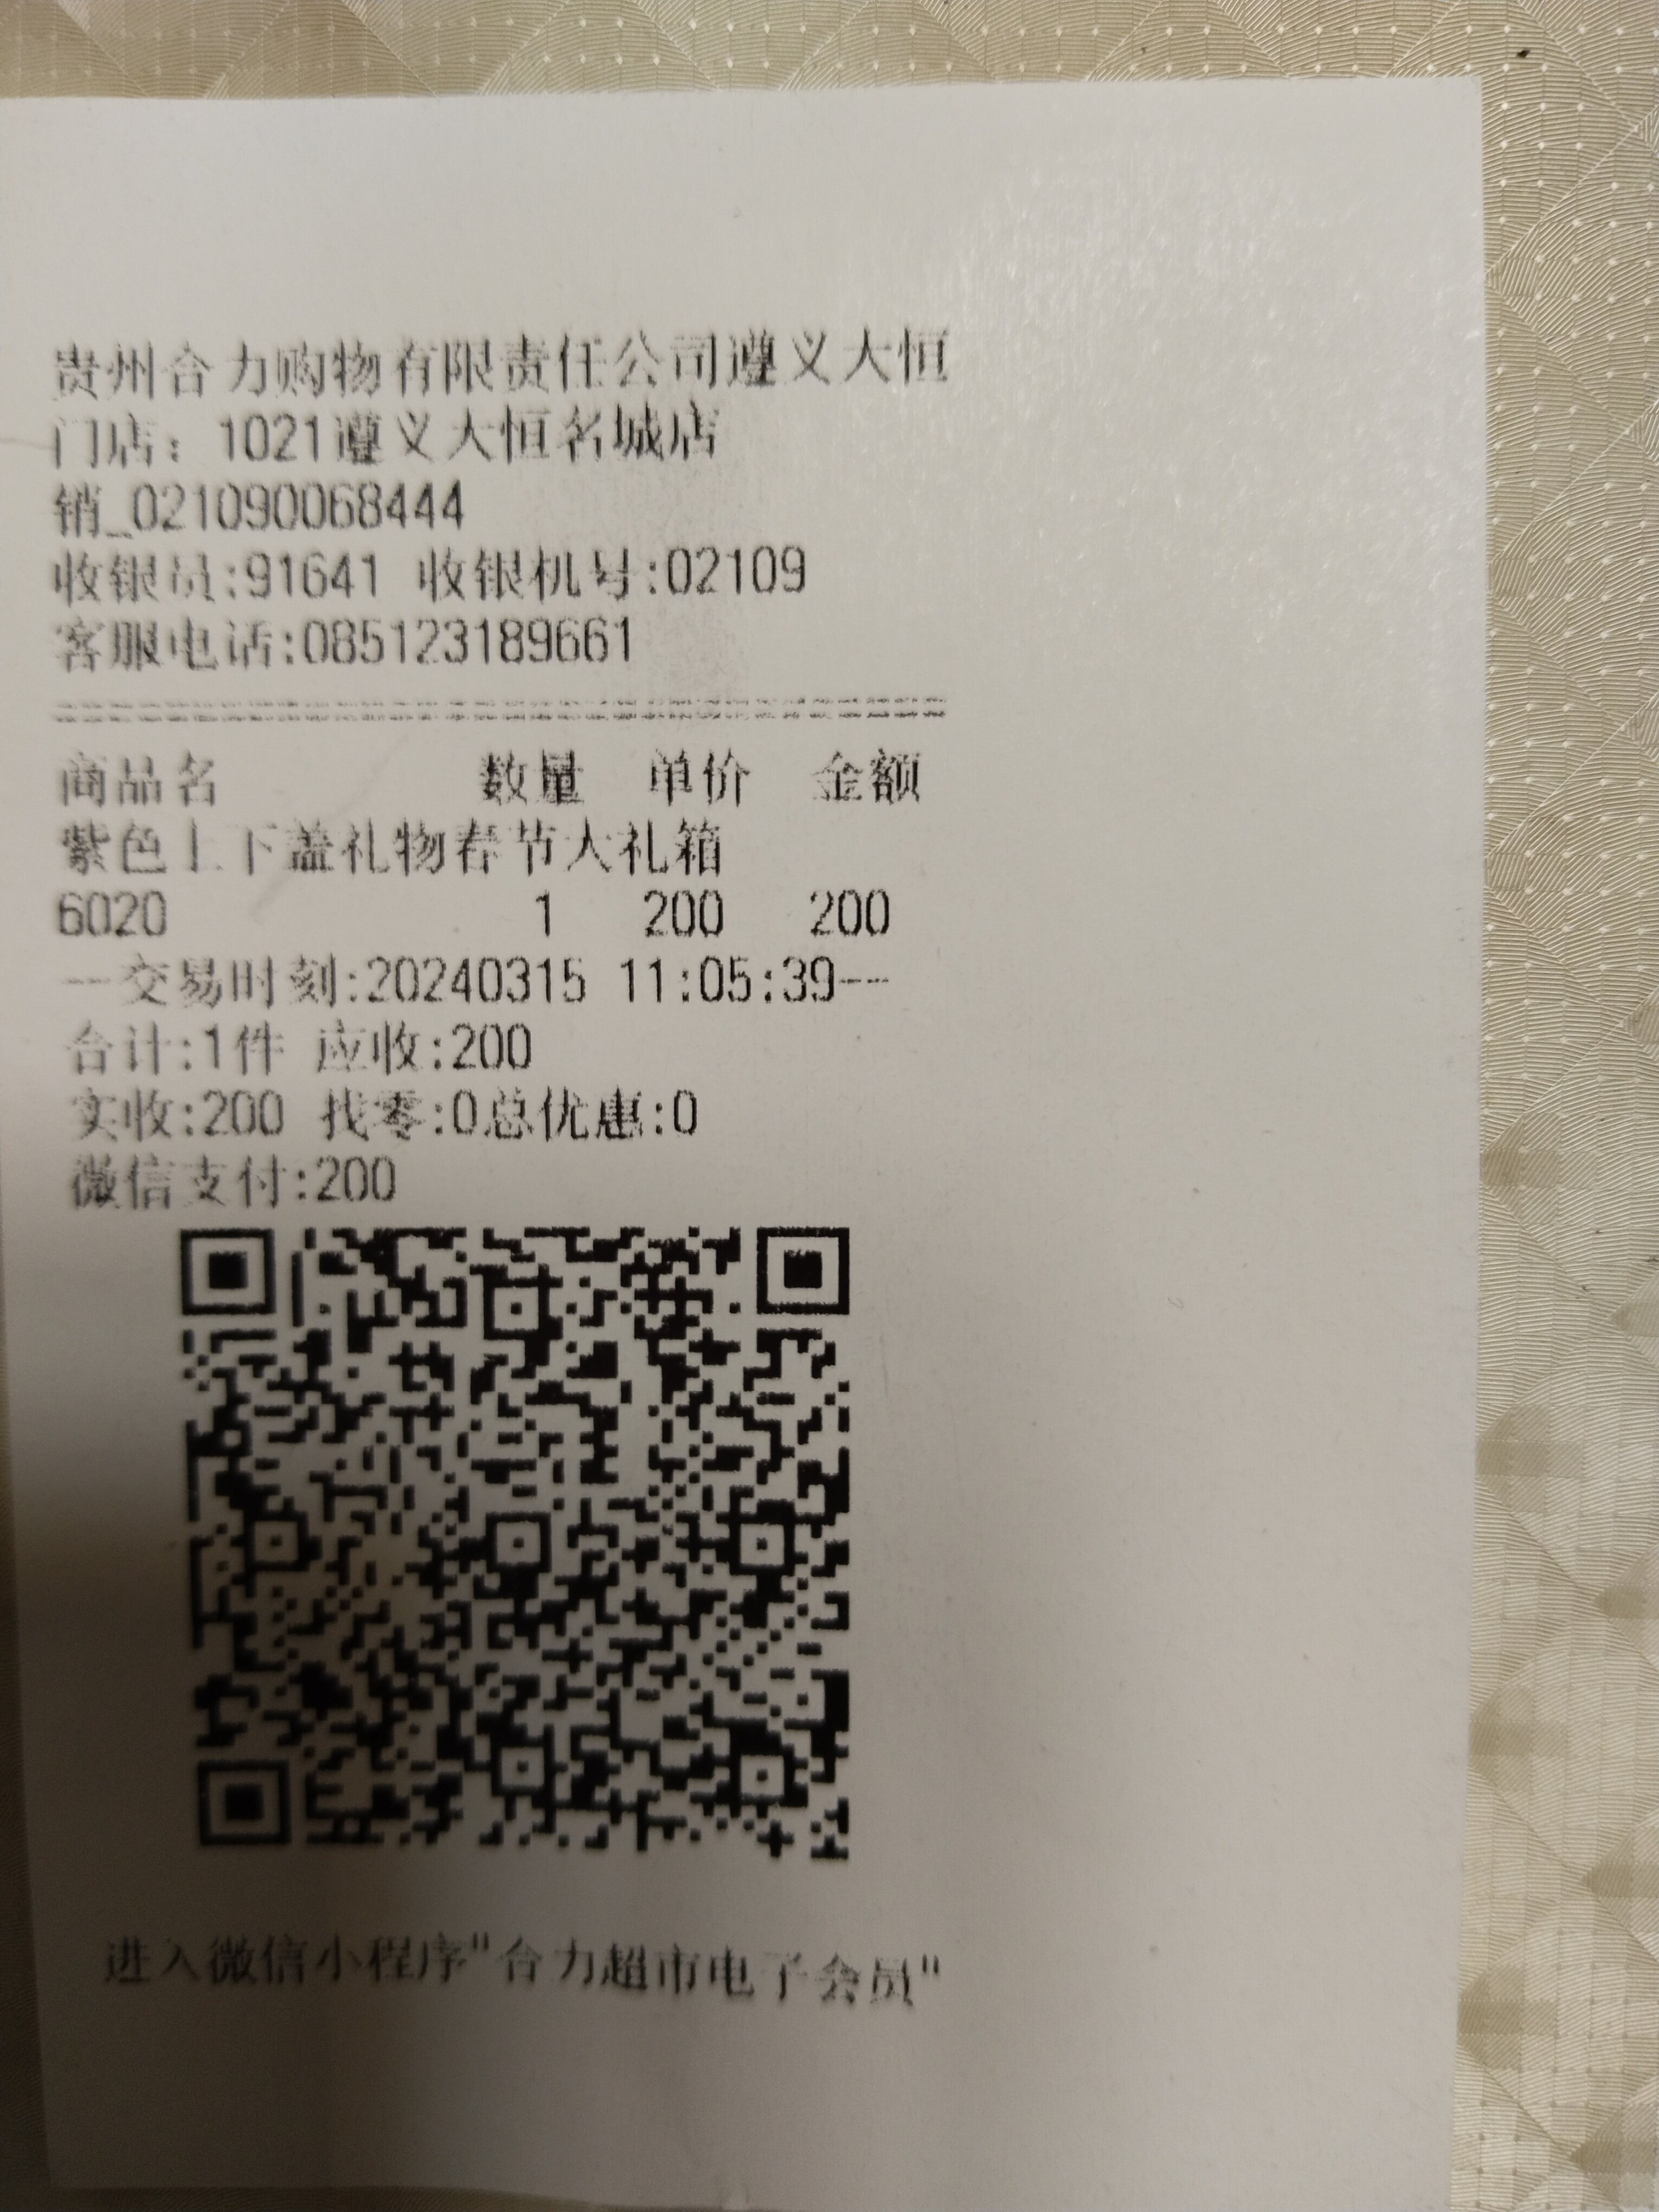 贵州合力购物有限责任公司遵义大恒
门店：1021遵义大恒名城店
销_021090068444
收银员:91641 收银机号:02109
客服电话:085123189661
================================
商品名 数量 单价 金额
紫色上下盖礼物春节大礼箱
6020 1 200 200
--交易时刻:20240315 11:05:39--
合计:1件 应收:200
实收:200 找零:0总优惠:0
微信支付:200
进入微信小程序"合力超市电子会员"